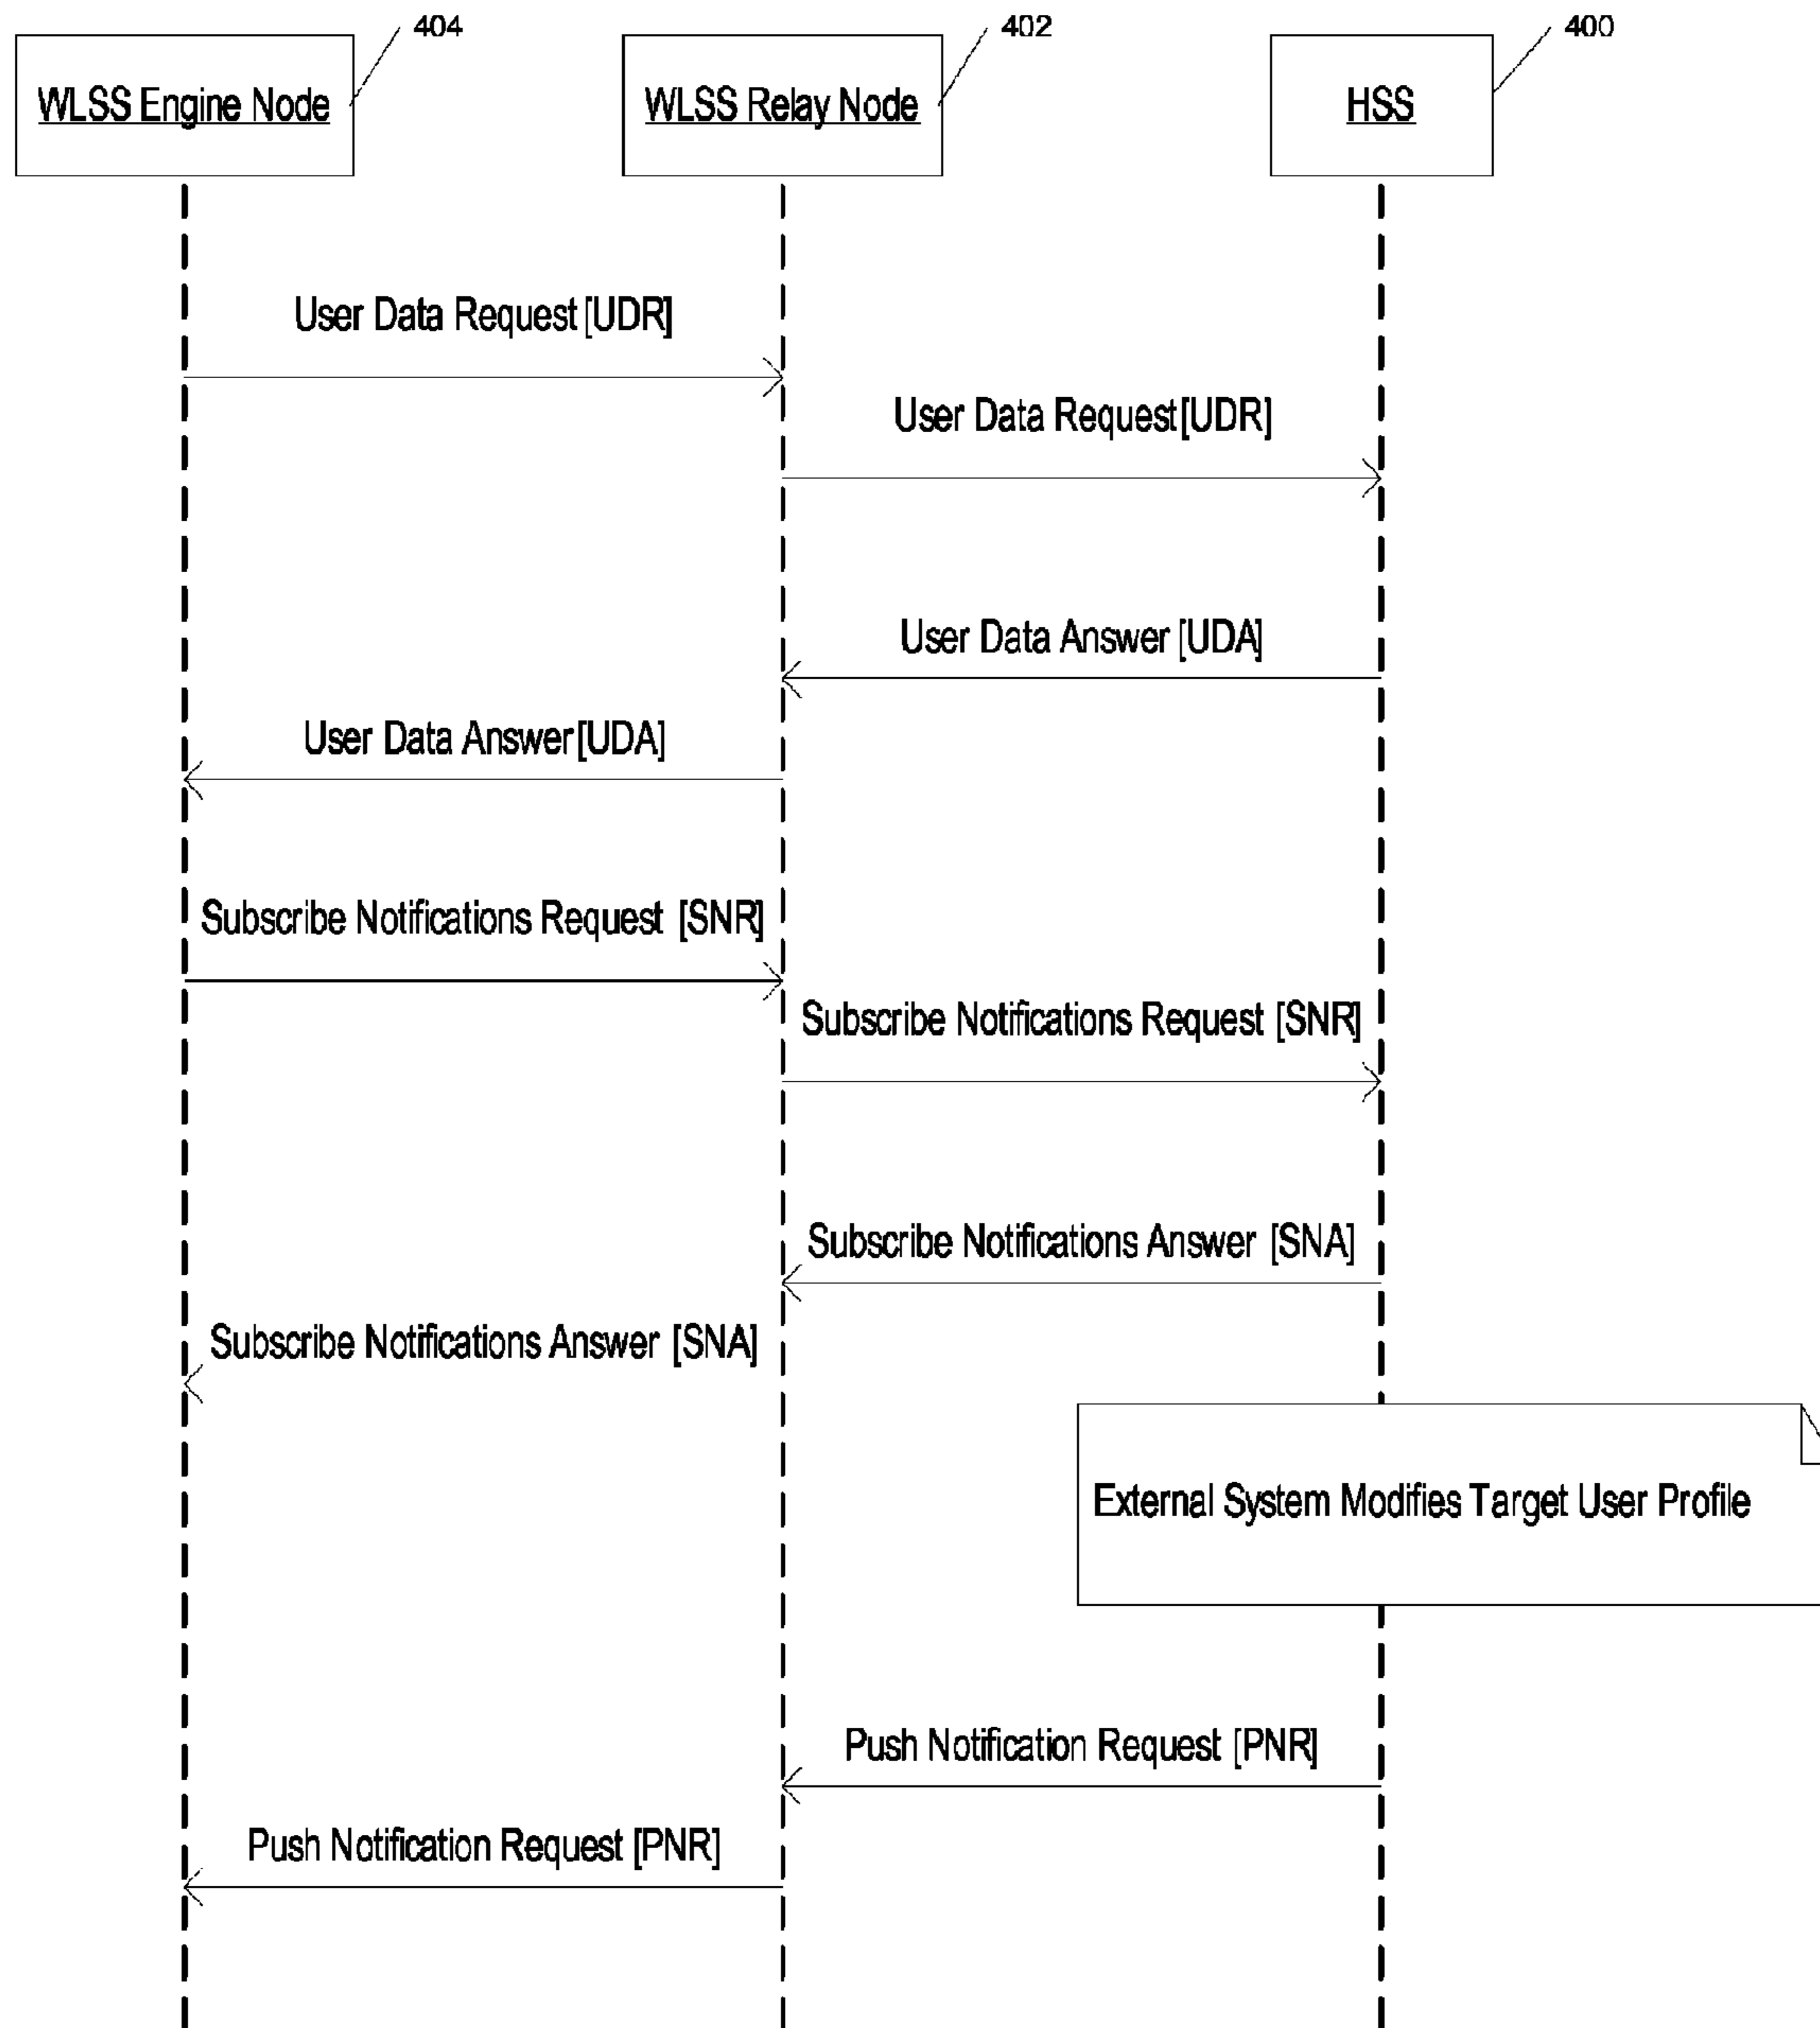 404
402
400
WLSS Engine Node
WLSS Relay Node
HSS
User Data Request [UDR]
User Data Request [UDR]
User Data Answer [UDA]
User Data Answer [UDA]
Subscribe Notifications Request [SNR]
Subscribe Notifications Request [SNR]
Subscribe Notifications Answer [SNA]
Subscribe Notifications Answer [SNA]
External System Modifies Target User Profile
Push Notification Request [PNR]
Push Notification Request [PNR]